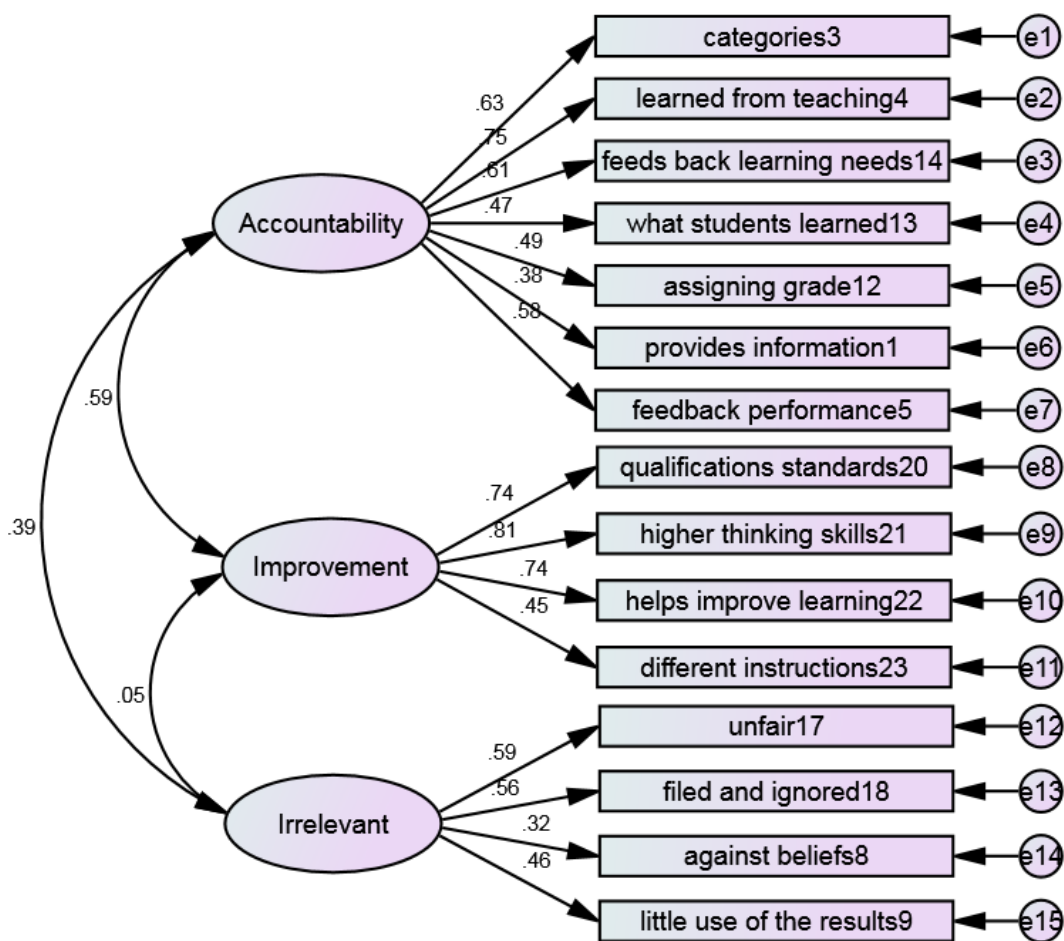 categories3
e1
learned from teaching4
e2
feeds back learning needs14
e3
what students learned13
e4
assigning grade12
e5
provides information1
e6
feedback performance5
e7
qualifications standards20
e8
higher thinking skills21
e9
helps improve learning22
e10
different instructions23
e11
unfair17
e12
filed and ignored18
e13
against beliefs8
e14
little use of the results9
e15
Accountability
.63
.75
.61
.47
.49
.38
.58
Improvement
.74
.81
.74
.45
Irrelevant
.59
.56
.32
.46
.59
.39
.05